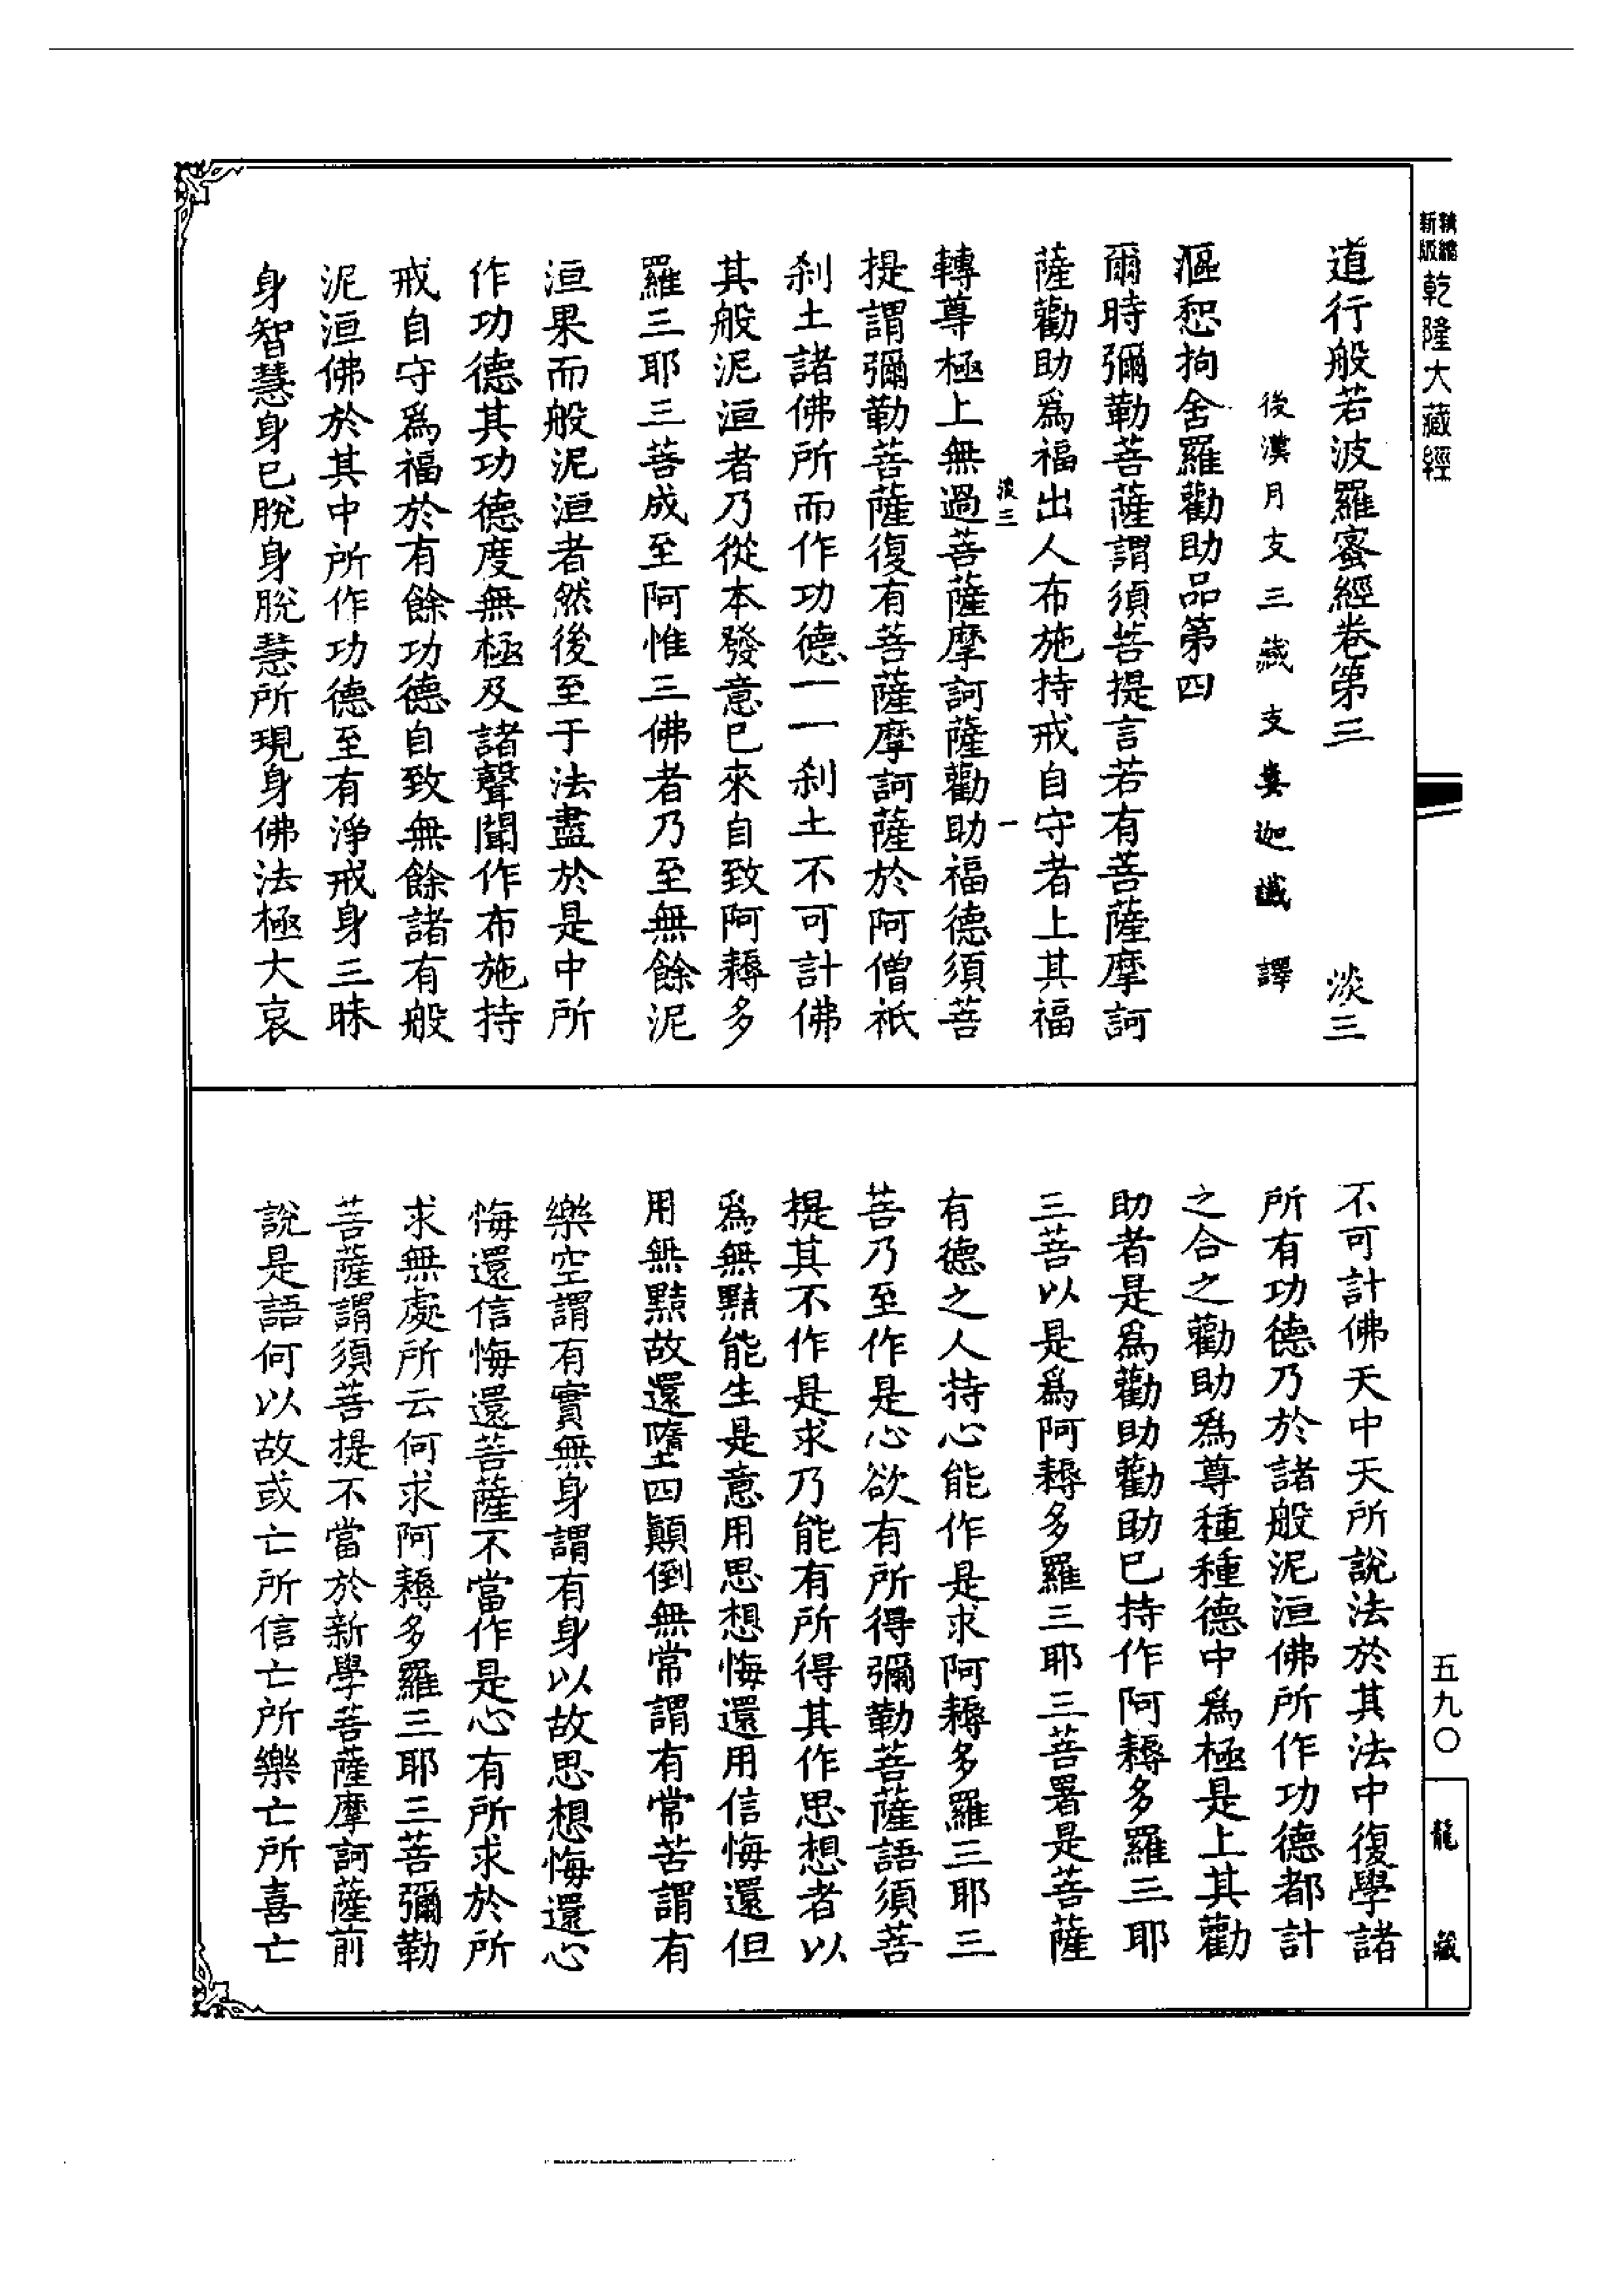 精縮新版乾隆大藏經
道行般若波羅蜜經卷第三 淡三
後漢月支三藏支婁迦讖譯
漚惒拘舍羅勸助品第四
爾時彌勒菩薩謂須菩提言若有菩薩摩訶
薩勸助爲福出人布施持戒自守者上其福
淡三 一
轉尊極上無過菩薩摩訶薩勸助福德須菩
提謂彌勒菩薩復有菩薩摩訶薩於阿僧祇
刹土諸佛所而作功德一一刹土不可計佛
其般泥洹者乃從本發意已來自致阿耨多
羅三耶三菩成至阿惟三佛者乃至無餘泥
洹果而般泥洹者然後至于法盡於是中所
作功德其功德度無極及諸聲聞作布施持
戒自守爲福於有餘功德自致無餘諸有般
泥洹佛於其中所作功德至有淨戒身三昧
身智慧身已脫身脫慧所現身佛法極大哀
不可計佛天中天所說法於其法中復學諸
所有功德乃於諸般泥洹佛所作功德都計
之合之勸助爲尊種種德中爲極是上其勸
助者是爲勸助勸助已持作阿耨多羅三耶
三菩以是爲阿耨多羅三耶三菩署是菩薩
有德之人持心能作是求阿耨多羅三耶三
菩乃至作是心欲有所得彌勒菩薩語須菩
提其不作是求乃能有所得其作思想者以
爲無黠能生是意用思想悔還用信悔還但
用無黠故還墮四顛倒無常謂有常苦謂有
樂空謂有實無身謂有身以故思想悔還心
悔還信悔還菩薩不當作是心有所求於所
求無處所云何求阿耨多羅三耶三菩彌勒
菩薩謂須菩提不當於新學菩薩摩訶薩前
說是語何以故或亡所信亡所樂亡所喜亡
五九〇
龍藏